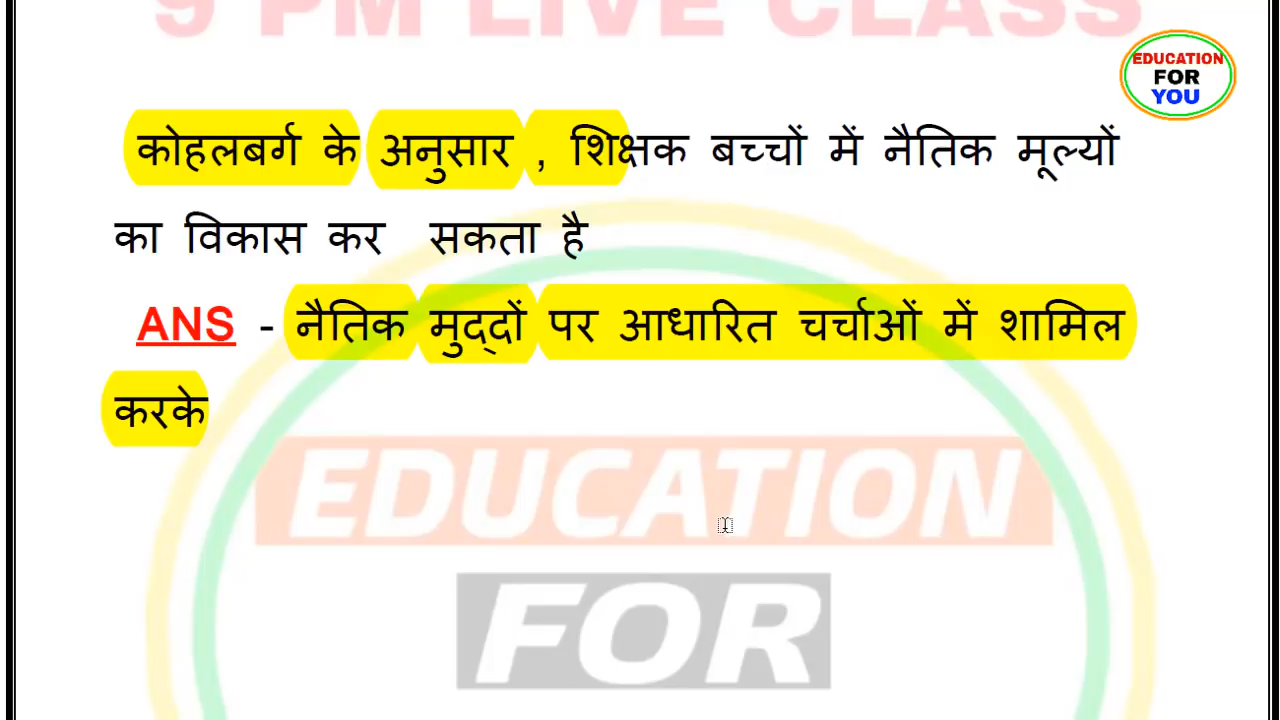 9 PM LIVE CLASS
EDUCATION
FOR
YOU
कोहलबर्ग के अनुसार , शिक्षक बच्चों में नैतिक मूल्यों
का विकास कर सकता है
ANS - नैतिक मुद्दों पर आधारित चर्चाओं में शामिल
करके
EDUCATION
FOR